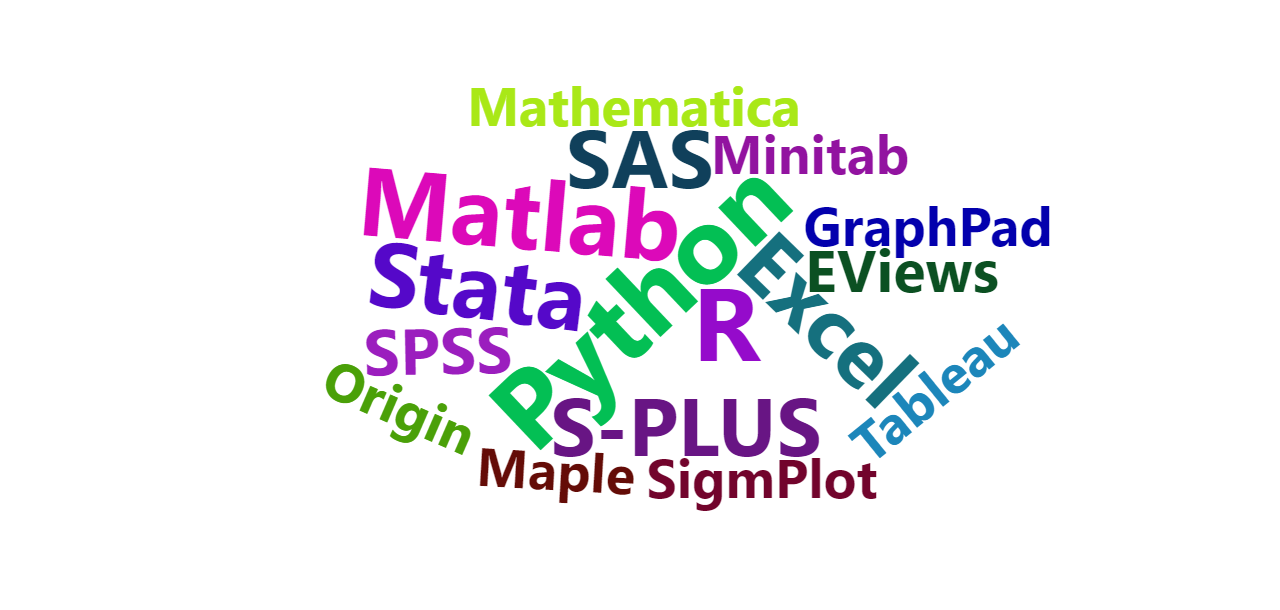 Mathematica
SAS
Minitab
Matlab
Python
GraphPad
Stata
Excel
EViews
R
SPSS
Tableau
Origin
S-PLUS
Maple
SigmPlot